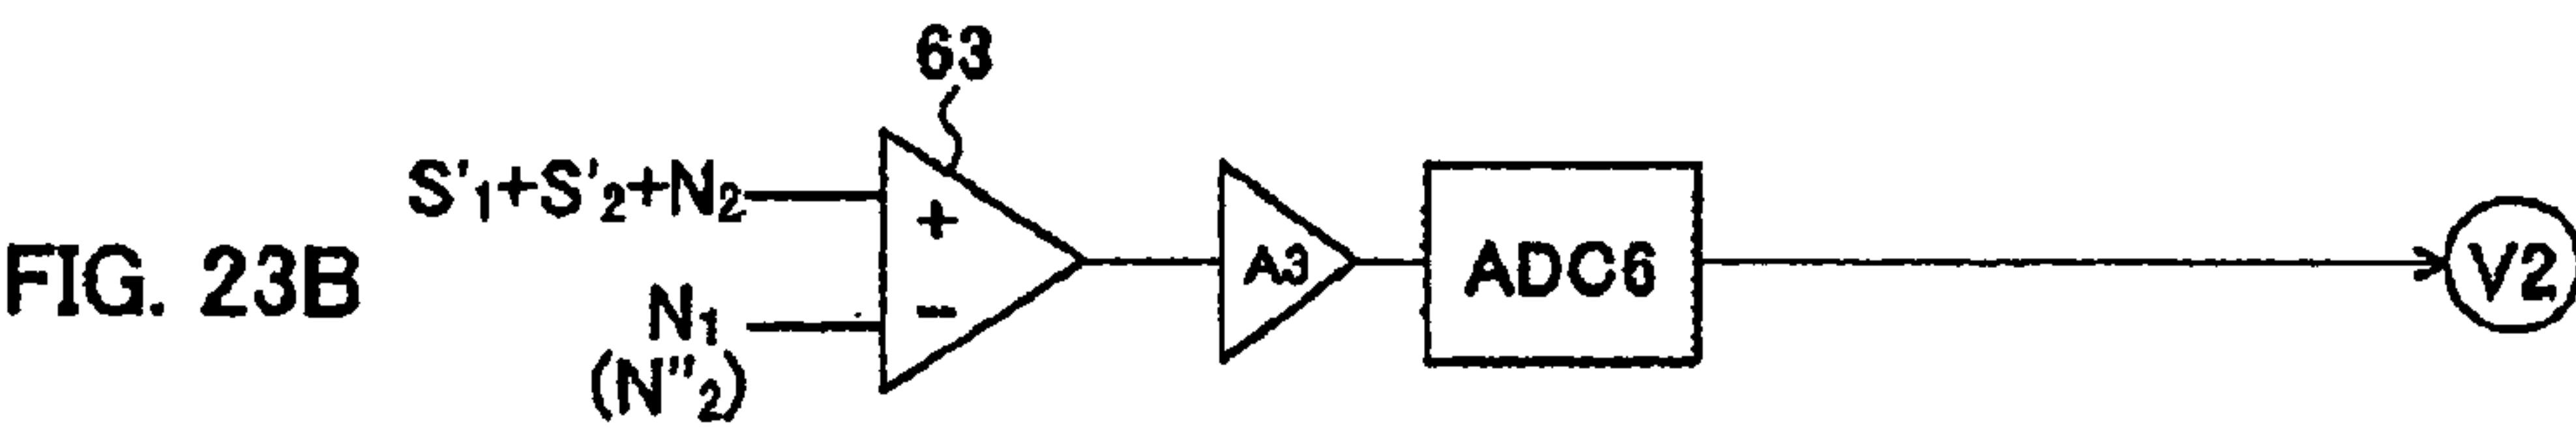 63
S'₁+S'₂+N₂
+
A3
ADC6
V2
FIG. 23B
N₁
−
(N"₂)